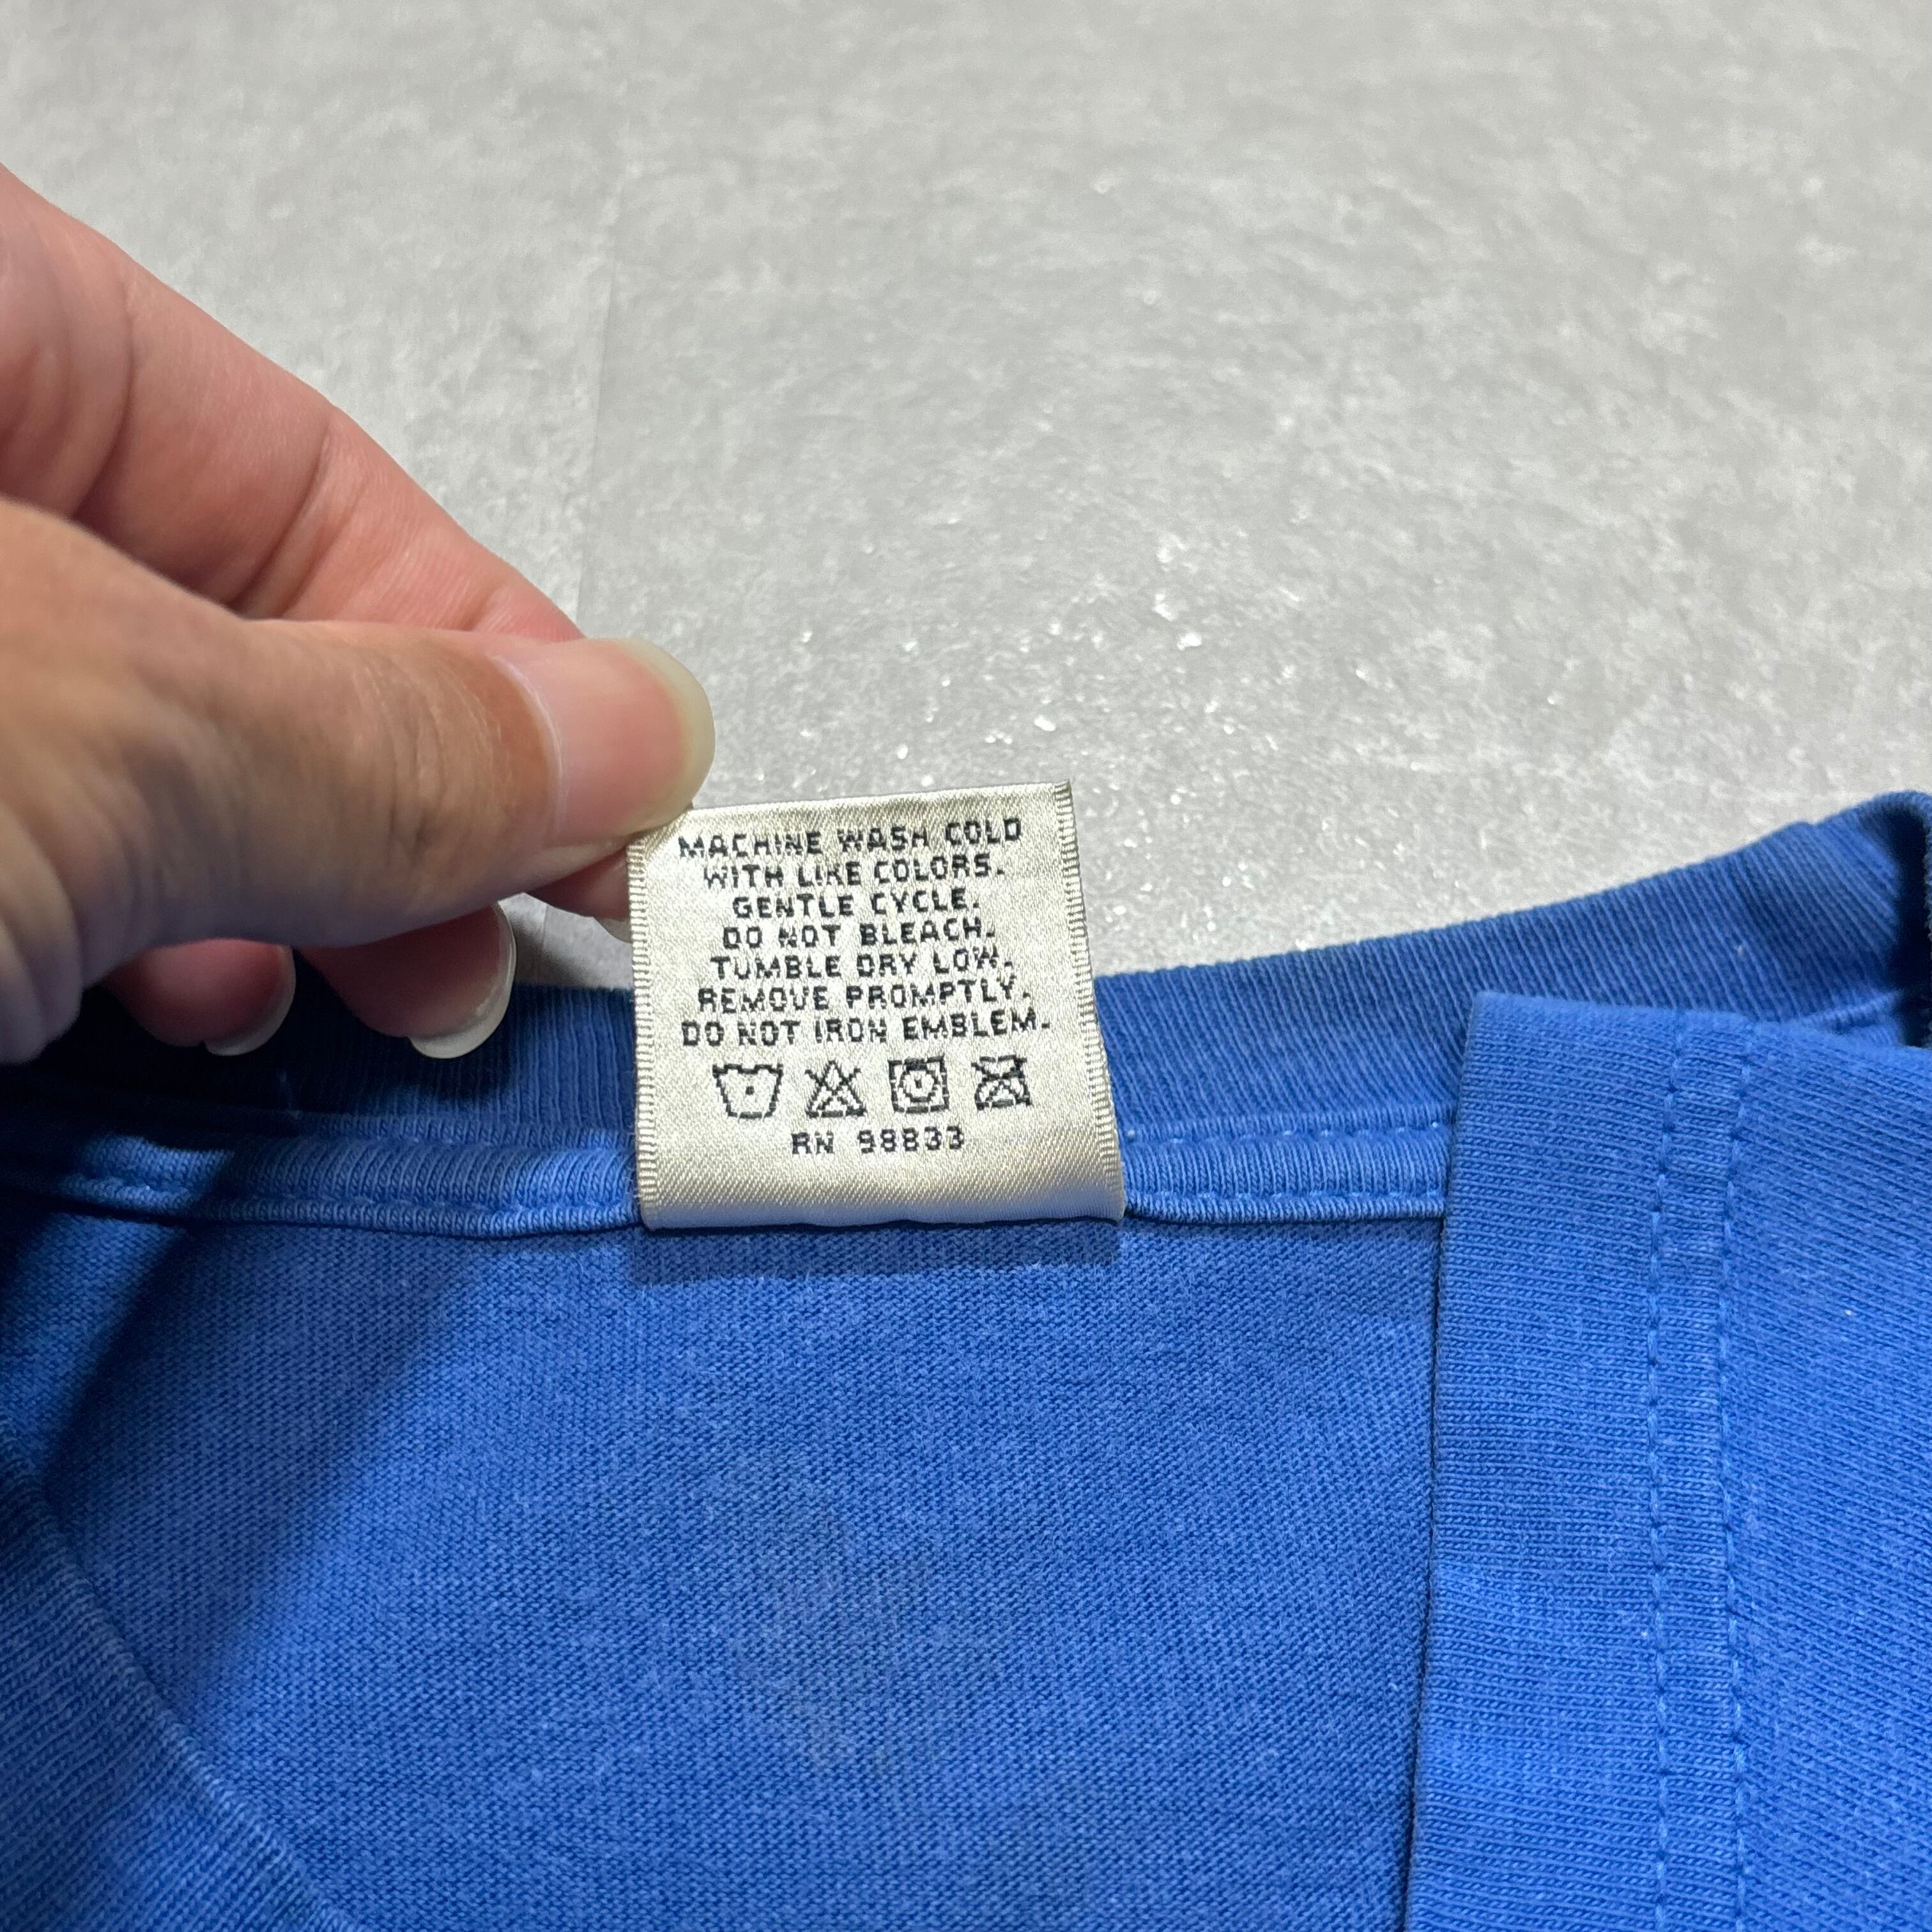 MACHINE WASH COLD
WITH LIKE COLORS.
GENTLE CYCLE.
DO NOT BLEACH.
TUMBLE DRY LOW.
REMOVE PROMPTLY.
DO NOT IRON EMBLEM.
RN 98833